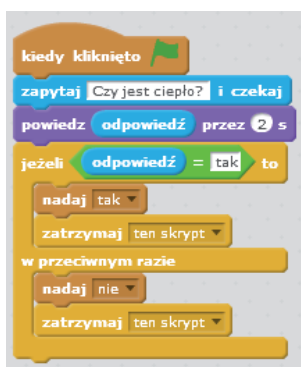 kiedy kliknięto
zapytaj Czy jest ciepło? i czekaj
powiedz odpowiedź przez 2 s
jeżeli odpowiedź = tak to
nadaj tak
zatrzymaj ten skrypt
w przeciwnym razie
nadaj nie
zatrzymaj ten skrypt